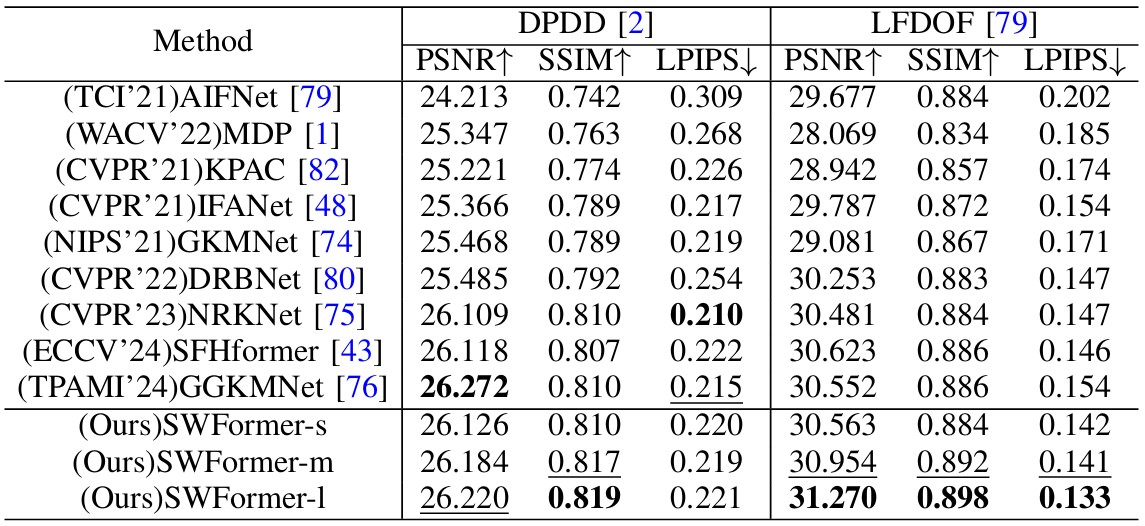 Method DPDD [2] LFDOF [79]
PSNR↑ SSIM↑ LPIPS↓ PSNR↑ SSIM↑ LPIPS↓
(TCI'21)AIFNet [79] 24.213 0.742 0.309 29.677 0.884 0.202
(WACV'22)MDP [1] 25.347 0.763 0.268 28.069 0.834 0.185
(CVPR'21)KPAC [82] 25.221 0.774 0.226 28.942 0.857 0.174
(CVPR'21)IFANet [48] 25.366 0.789 0.217 29.787 0.872 0.154
(NIPS'21)GKMNet [74] 25.468 0.789 0.219 29.081 0.867 0.171
(CVPR'22)DRBNet [80] 25.485 0.792 0.254 30.253 0.883 0.147
(CVPR'23)NRKNet [75] 26.109 0.810 0.210 30.481 0.884 0.147
(ECCV'24)SFHformer [43] 26.118 0.807 0.222 30.623 0.886 0.146
(TPAMI'24)GGKMNet [76] 26.272 0.810 0.215 30.552 0.886 0.154
(Ours)SWFormer-s 26.126 0.810 0.220 30.563 0.884 0.142
(Ours)SWFormer-m 26.184 0.817 0.219 30.954 0.892 0.141
(Ours)SWFormer-l 26.220 0.819 0.221 31.270 0.898 0.133